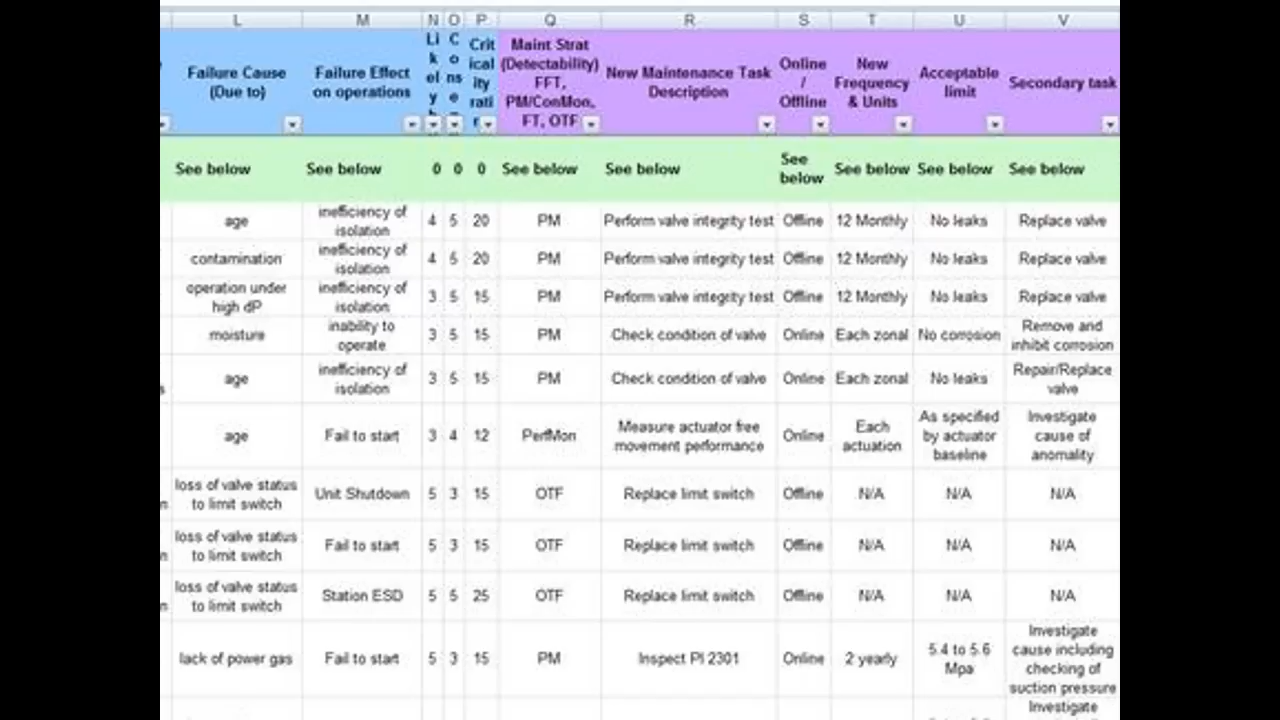 L M N O P Q R S T U V
Failure Cause (Due to) Failure Effect on operations Li k el y C o ns e Crit ical ity rati r Maint Strat (Detectability) FFT, PM/ConMon, FT, OTF New Maintenance Task Description Online / Offline New Frequency & Units Acceptable limit Secondary task
See below See below 0 0 0 See below See below See below See below See below See below
age inefficiency of isolation 4 5 20 PM Perform valve integrity test Offline 12 Monthly No leaks Replace valve
contamination inefficiency of isolation 4 5 20 PM Perform valve integrity test Offline 12 Monthly No leaks Replace valve
operation under high dP inefficiency of isolation 3 5 15 PM Perform valve integrity test Offline 12 Monthly No leaks Replace valve
moisture inability to operate 3 5 15 PM Check condition of valve Online Each zonal No corrosion Remove and inhibit corrosion
age inefficiency of isolation 3 5 15 PM Check condition of valve Online Each zonal No leaks Repair/Replace valve
age Fail to start 3 4 12 PerfMon Measure actuator free movement performance Online Each actuation As specified by actuator baseline Investigate cause of anomality
loss of valve status to limit switch Unit Shutdown 5 3 15 OTF Replace limit switch Offline N/A N/A N/A
loss of valve status to limit switch Fail to start 5 3 15 OTF Replace limit switch Offline N/A N/A N/A
loss of valve status to limit switch Station ESD 5 5 25 OTF Replace limit switch Offline N/A N/A N/A
lack of power gas Fail to start 5 3 15 PM Inspect PI 2301 Online 2 yearly 5.4 to 5.6 Mpa Investigate cause including checking of suction pressure
Investigate